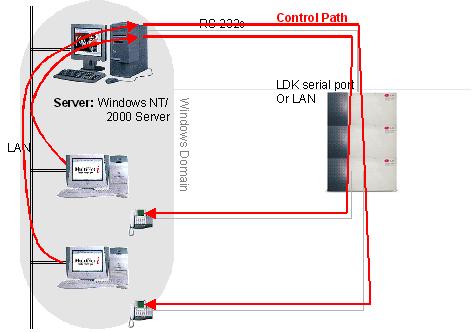 RS-232c
Control Path
LDK serial port
Or LAN
Server: Windows NT/
2000 Server
Windows Domain
LAN